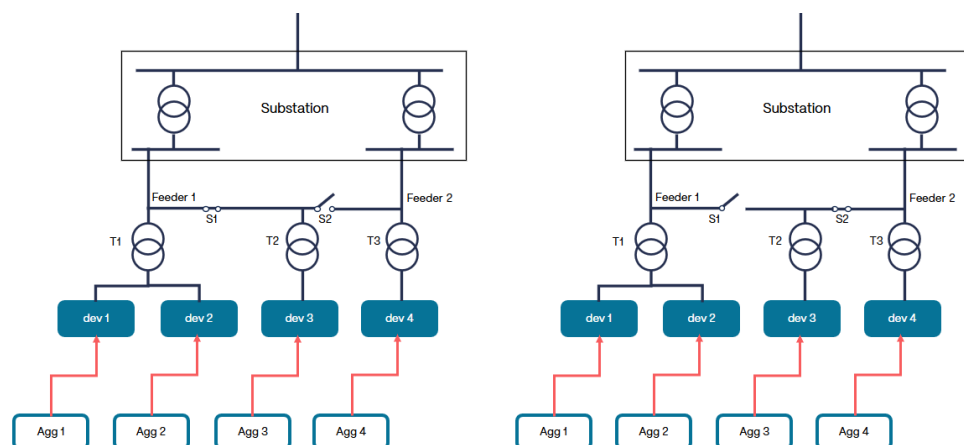 Substation
Feeder 1
Feeder 2
S1
S2
T1
T2
T3
dev 1
dev 2
dev 3
dev 4
Agg 1
Agg 2
Agg 3
Agg 4
Substation
Feeder 1
Feeder 2
S1
S2
T1
T2
T3
dev 1
dev 2
dev 3
dev 4
Agg 1
Agg 2
Agg 3
Agg 4